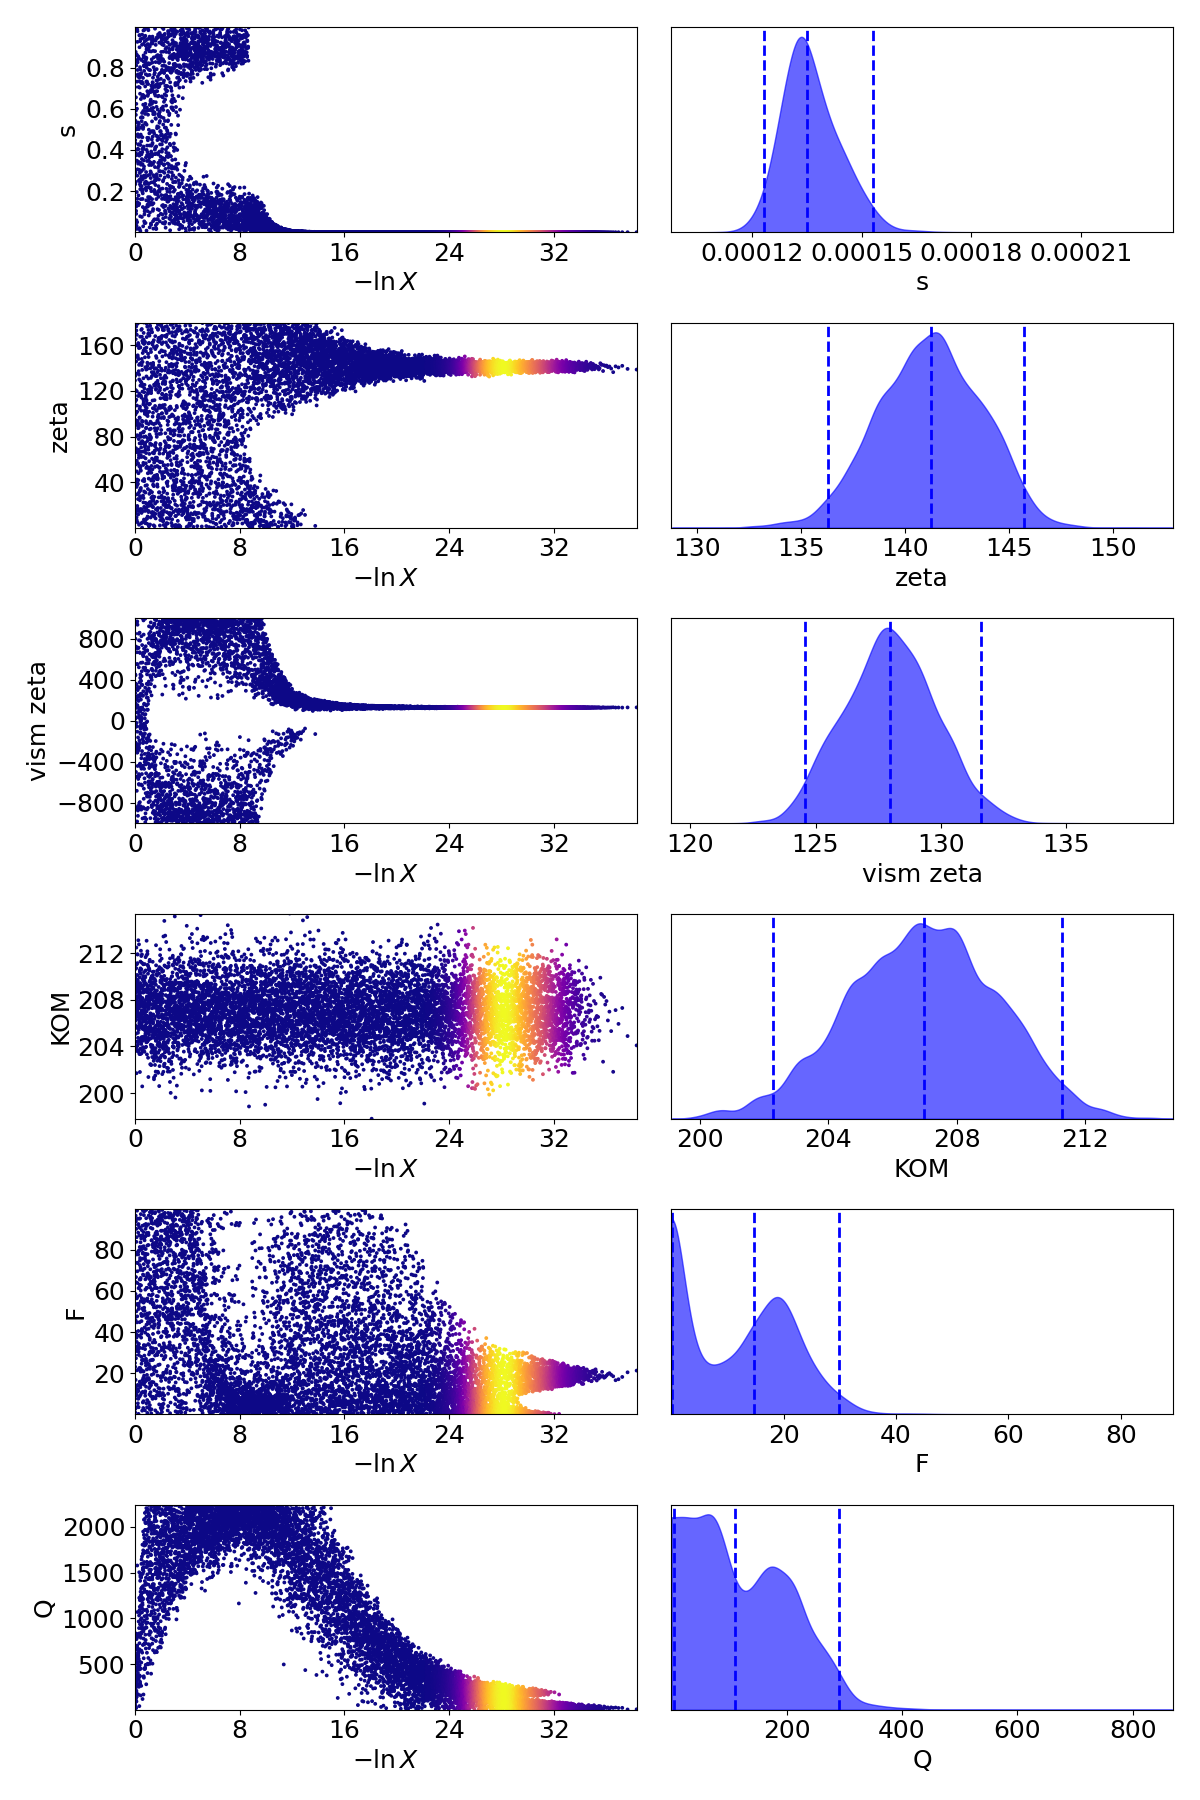 s
0.8
0.6
0.4
0.2
0 8 16 24 32
−ln X
0.00012 0.00015 0.00018 0.00021
s
zeta
160
120
80
40
0 8 16 24 32
−ln X
130 135 140 145 150
zeta
vism zeta
800
400
0
−400
−800
0 8 16 24 32
−ln X
120 125 130 135
vism zeta
KOM
212
208
204
200
0 8 16 24 32
−ln X
200 204 208 212
KOM
F
80
60
40
20
0 8 16 24 32
−ln X
20 40 60 80
F
Q
2000
1500
1000
500
0 8 16 24 32
−ln X
200 400 600 800
Q